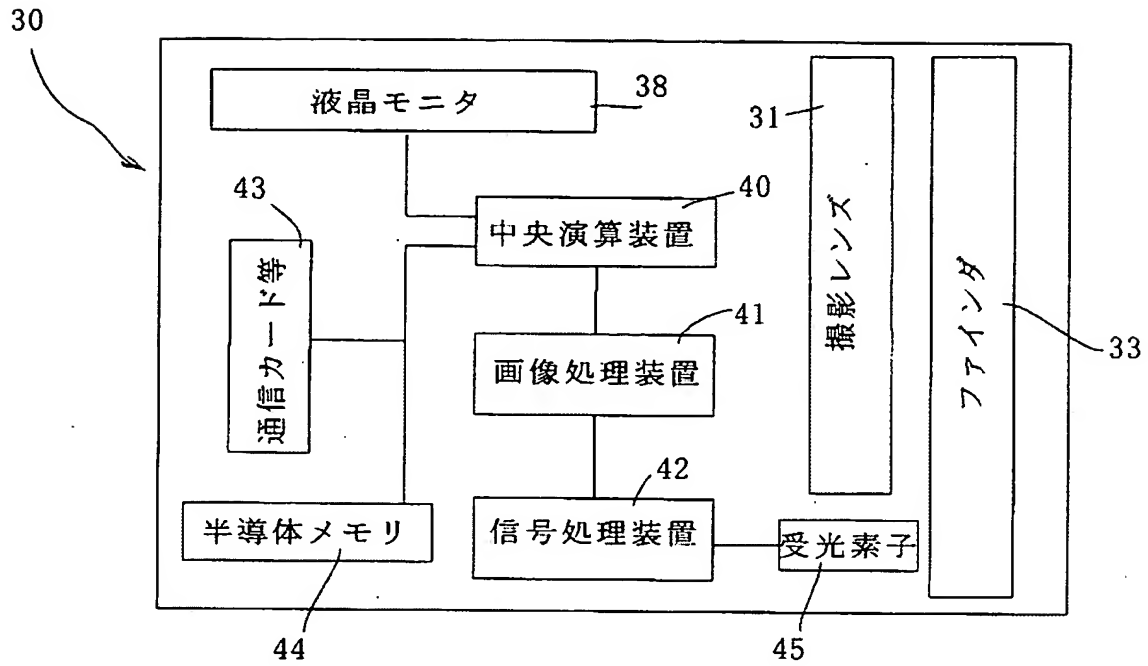 30
液晶モニタ
38
31
撮影レンズ
ファインダ
33
43
通信カード等
40
中央演算装置
41
画像処理装置
42
信号処理装置
半導体メモリ
44
受光素子
45